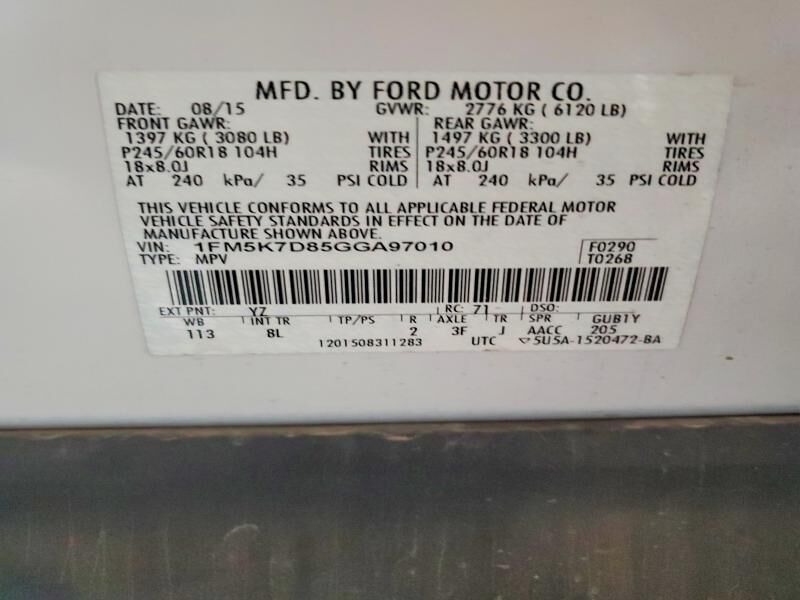 MFD. BY FORD MOTOR CO.
DATE: 08/15 GVWR: 2776 KG ( 6120 LB)
FRONT GAWR: REAR GAWR:
1397 KG ( 3080 LB) WITH 1497 KG ( 3300 LB) WITH
P245/60R18 104H TIRES P245/60R18 104H TIRES
18x8.0J RIMS 18x8.0J RIMS
AT 240 kPa/ 35 PSI COLD AT 240 kPa/ 35 PSI COLD
THIS VEHICLE CONFORMS TO ALL APPLICABLE FEDERAL MOTOR
VEHICLE SAFETY STANDARDS IN EFFECT ON THE DATE OF
MANUFACTURE SHOWN ABOVE.
VIN: 1FM5K7D85GGA97010 F0290
TYPE: MPV T0268
EXT PNT: YZ RC: 71 DSO:
WB INT TR TP/PS R AXLE TR SPR GUB1Y
113 8L 2 3F J AACC 205
1201508311283 UTC ▽5U5A-1520472-BA